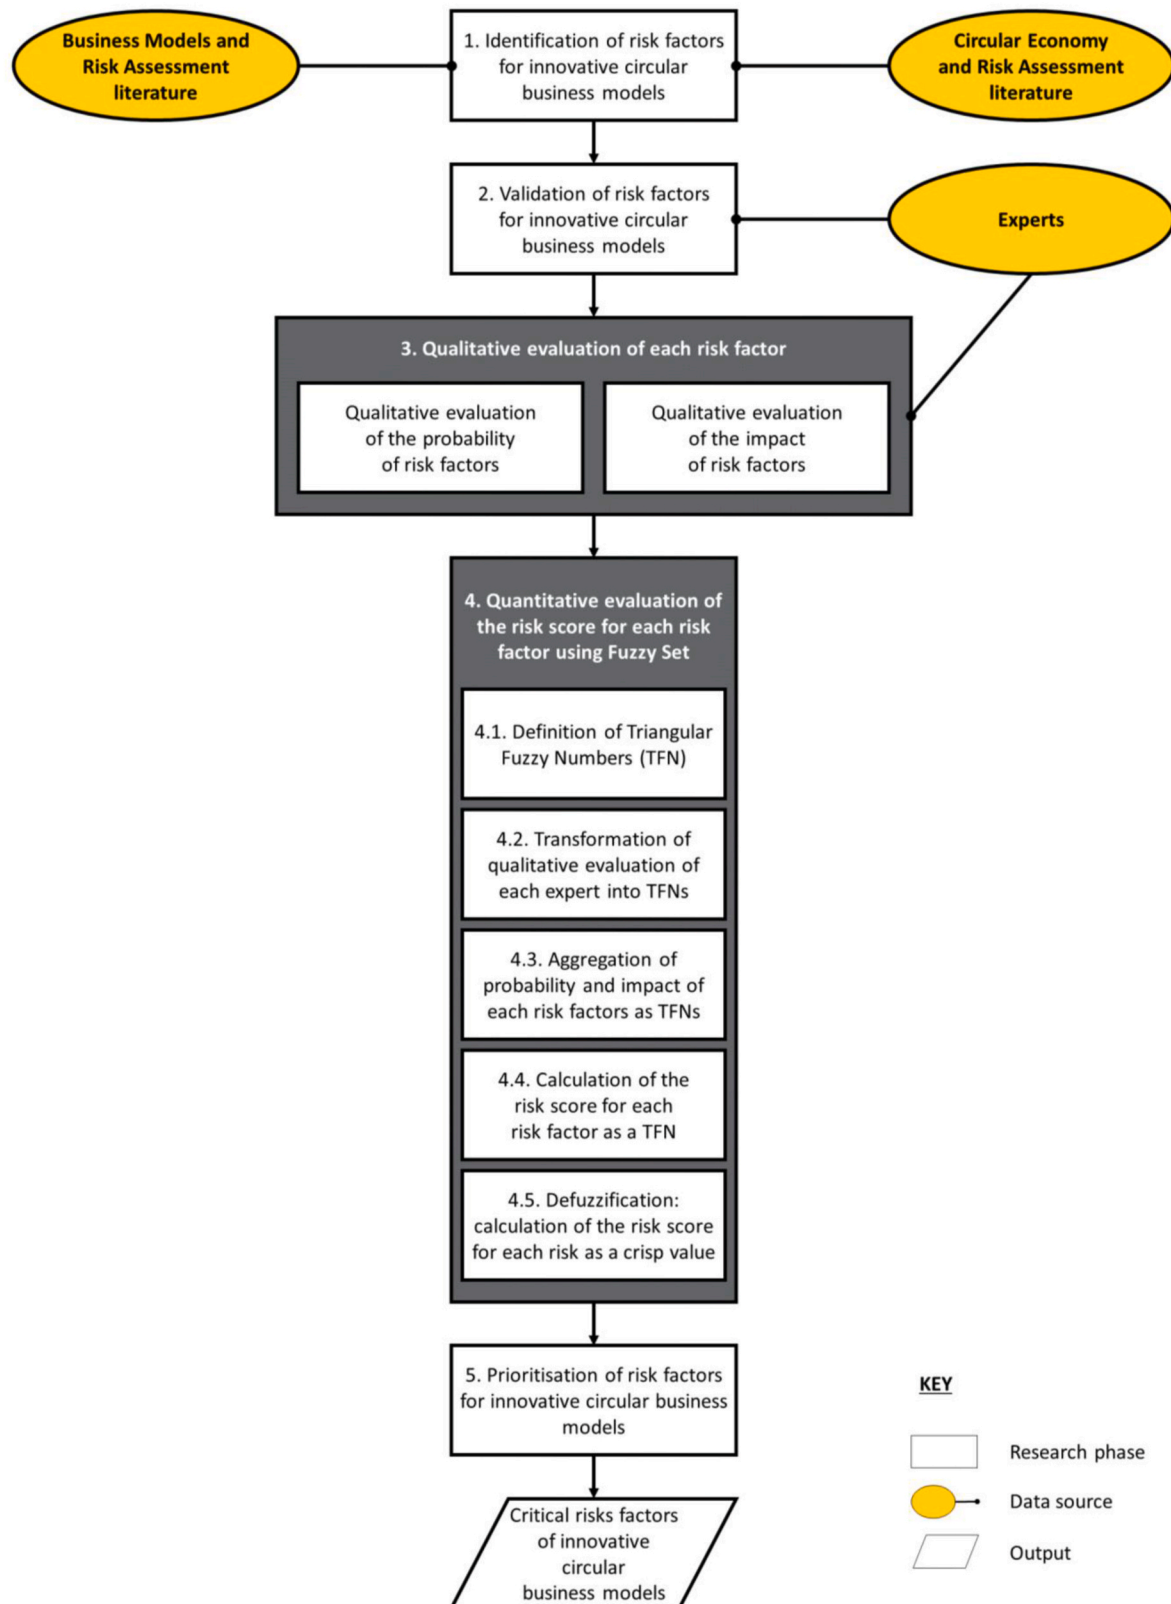 Business Models and
Risk Assessment
literature
1. Identification of risk factors
for innovative circular
business models
Circular Economy
and Risk Assessment
literature
2. Validation of risk factors
for innovative circular
business models
Experts
3. Qualitative evaluation of each risk factor
Qualitative evaluation
of the probability
of risk factors
Qualitative evaluation
of the impact
of risk factors
4. Quantitative evaluation of
the risk score for each risk
factor using Fuzzy Set
4.1. Definition of Triangular
Fuzzy Numbers (TFN)
4.2. Transformation of
qualitative evaluation of
each expert into TFNs
4.3. Aggregation of
probability and impact of
each risk factors as TFNs
4.4. Calculation of the
risk score for each
risk factor as a TFN
4.5. Defuzzification:
calculation of the risk score
for each risk as a crisp value
5. Prioritisation of risk factors
for innovative circular business
models
Critical risks factors
of innovative
circular
business models
KEY
Research phase
Data source
Output